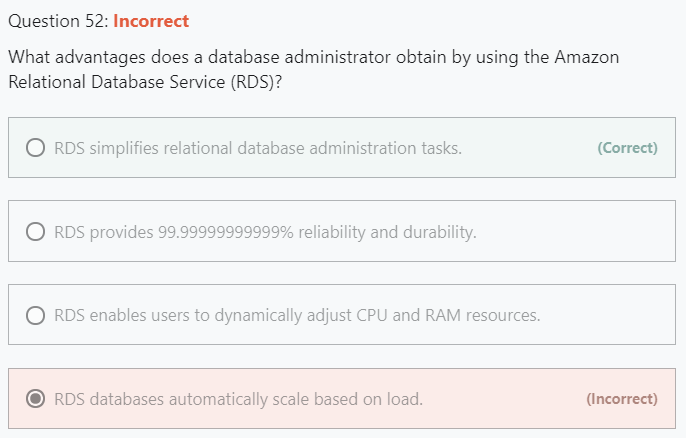 Question 52: Incorrect
What advantages does a database administrator obtain by using the Amazon
Relational Database Service (RDS)?
RDS simplifies relational database administration tasks. (Correct)
RDS provides 99.99999999999% reliability and durability.
RDS enables users to dynamically adjust CPU and RAM resources.
RDS databases automatically scale based on load. (Incorrect)